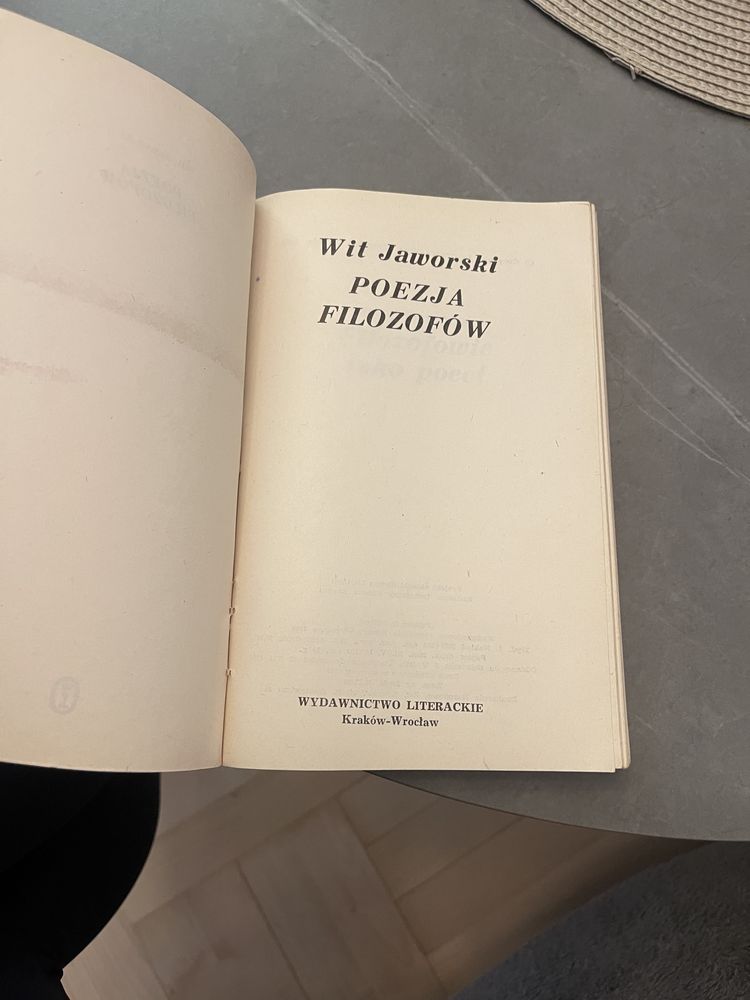 Wit Jaworski
POEZJA
FILOZOFÓW
WYDAWNICTWO LITERACKIE
Kraków-Wrocław